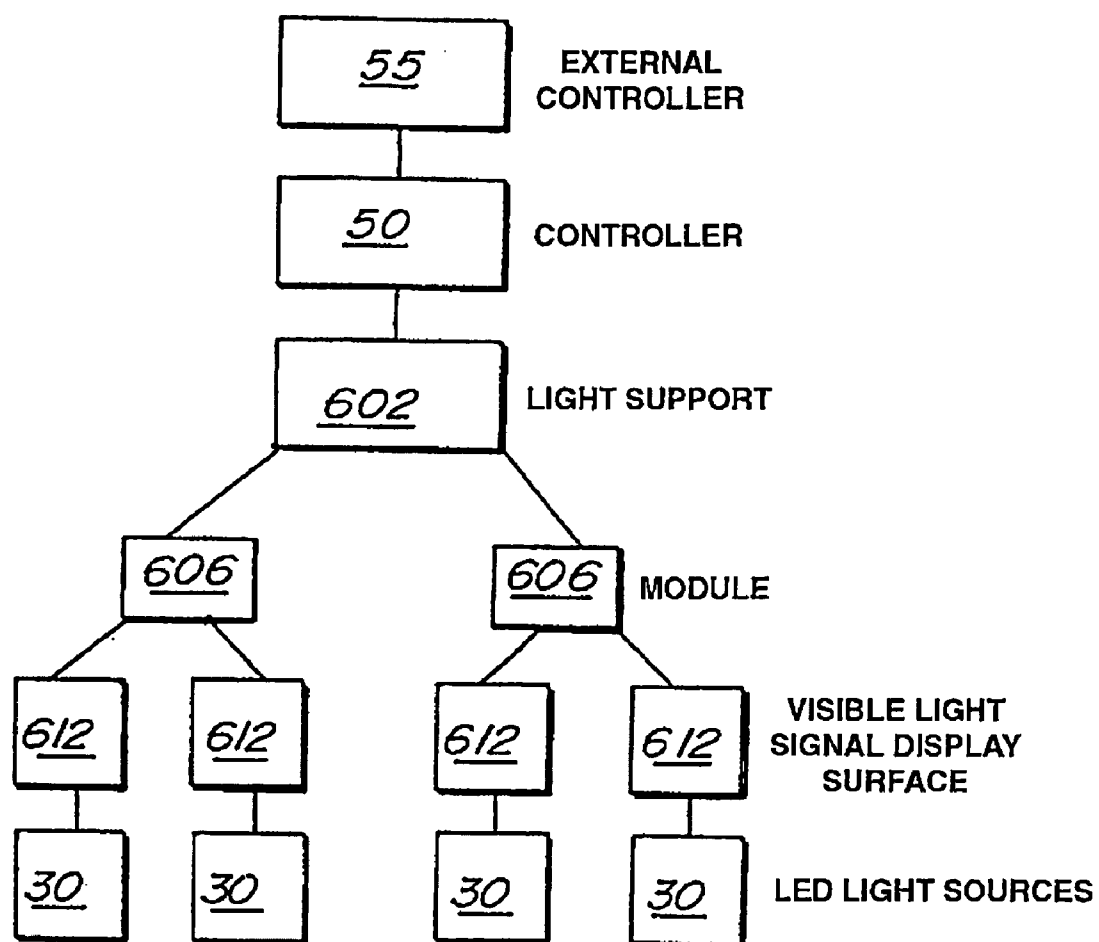 55
EXTERNAL
CONTROLLER
50
CONTROLLER
602
LIGHT SUPPORT
606 606 MODULE
612 612 612 612
VISIBLE LIGHT
SIGNAL DISPLAY
SURFACE
30 30 30 30 LED LIGHT SOURCES